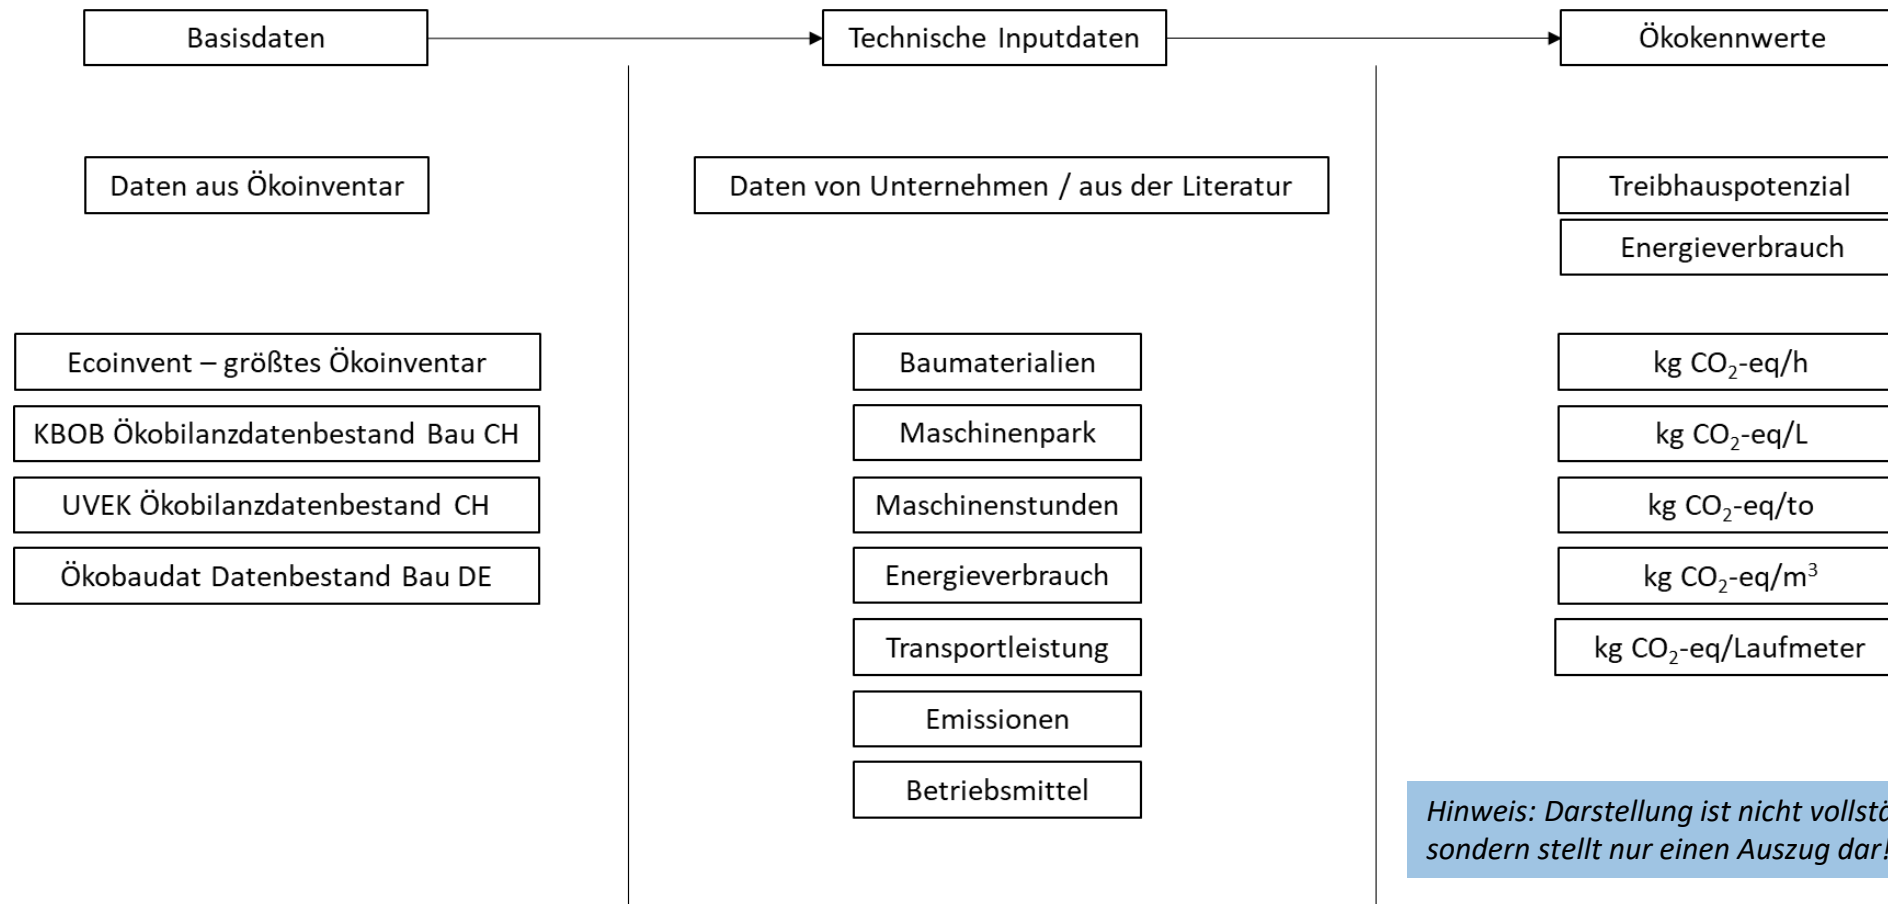 Basisdaten
Technische Inputdaten
Ökokennwerte
Daten aus Ökoinventar
Daten von Unternehmen / aus der Literatur
Treibhauspotenzial
Energieverbrauch
Ecoinvent – größtes Ökoinventar
KBOB Ökobilanzdatenbestand Bau CH
UVEK Ökobilanzdatenbestand CH
Ökobaudat Datenbestand Bau DE
Baumaterialien
Maschinenpark
Maschinenstunden
Energieverbrauch
Transportleistung
Emissionen
Betriebsmittel
kg CO₂-eq/h
kg CO₂-eq/L
kg CO₂-eq/to
kg CO₂-eq/m³
kg CO₂-eq/Laufmeter
Hinweis: Darstellung ist nicht
sondern stellt nur einen Auszug dar!